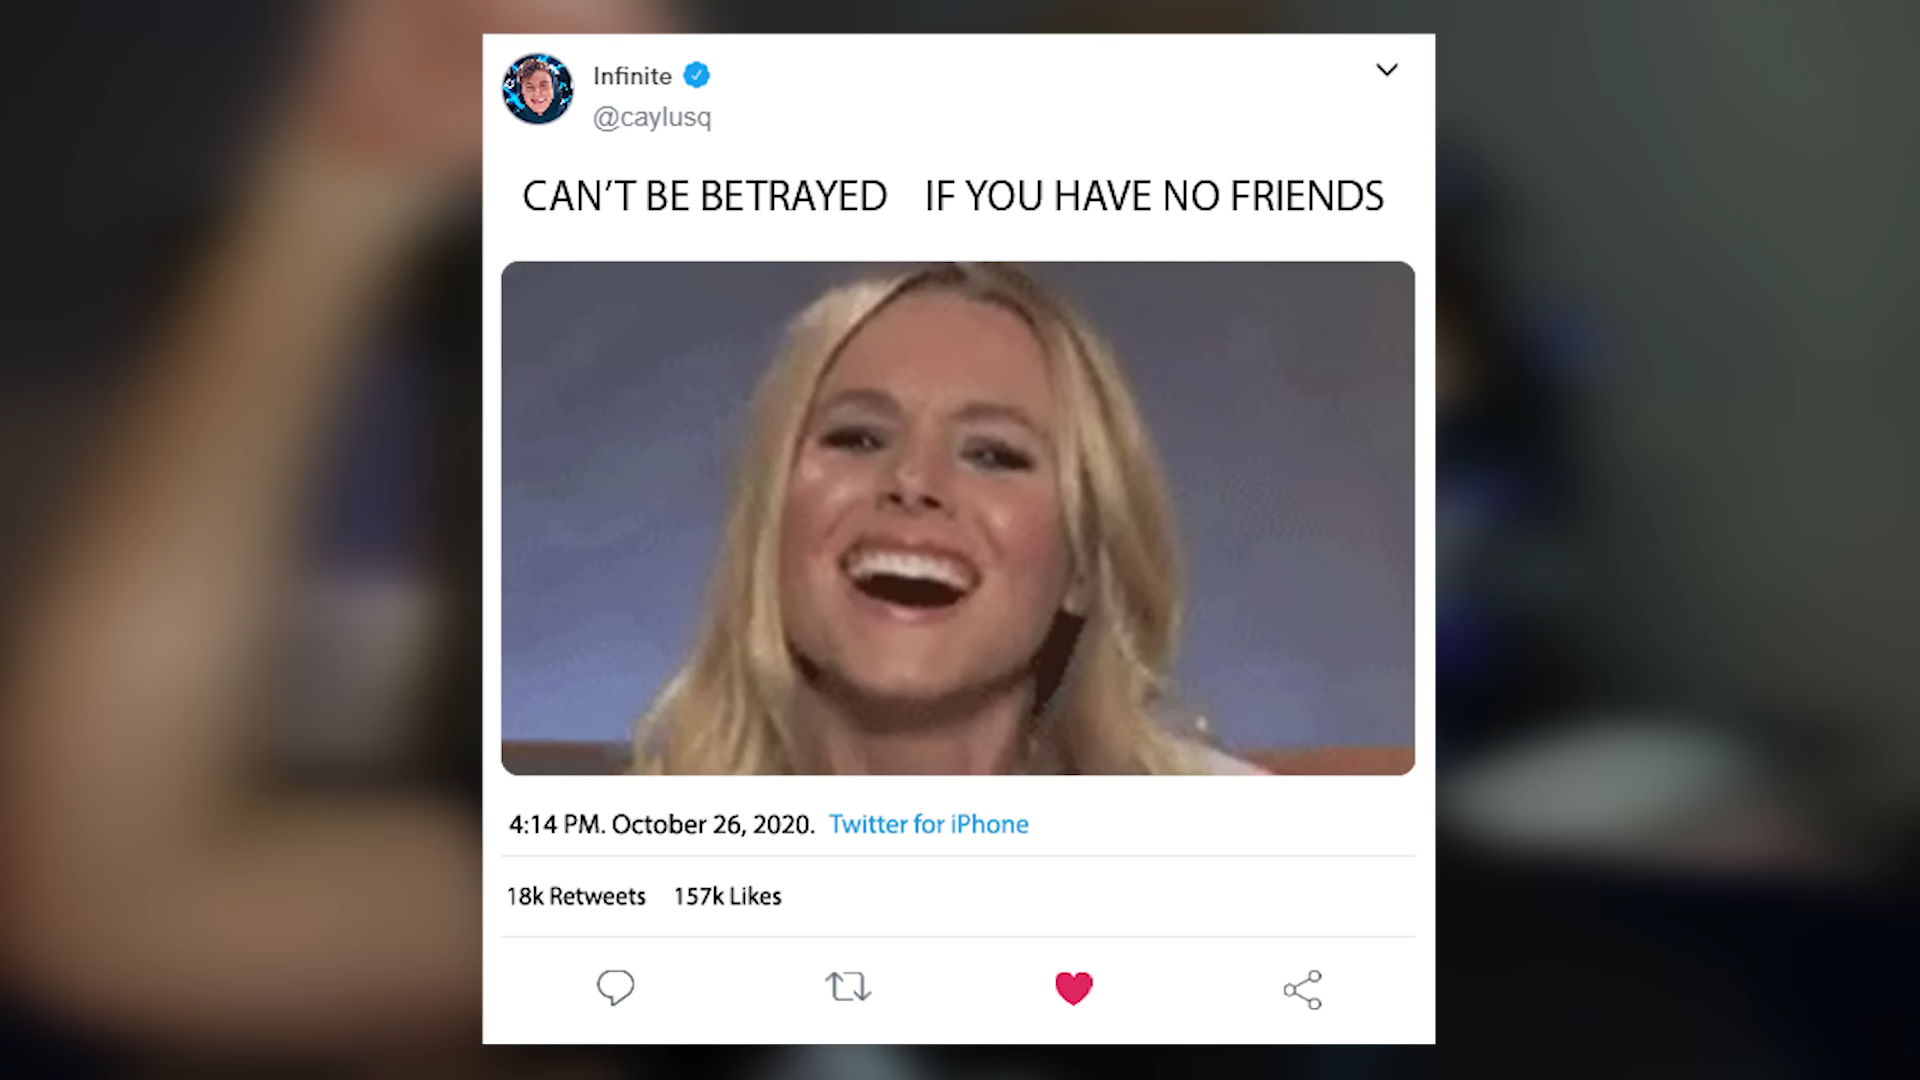 Infinite
@caylusq
CAN'T BE BETRAYED IF YOU HAVE NO FRIENDS
4:14 PM. October 26, 2020. Twitter for iPhone
18k Retweets 157k Likes